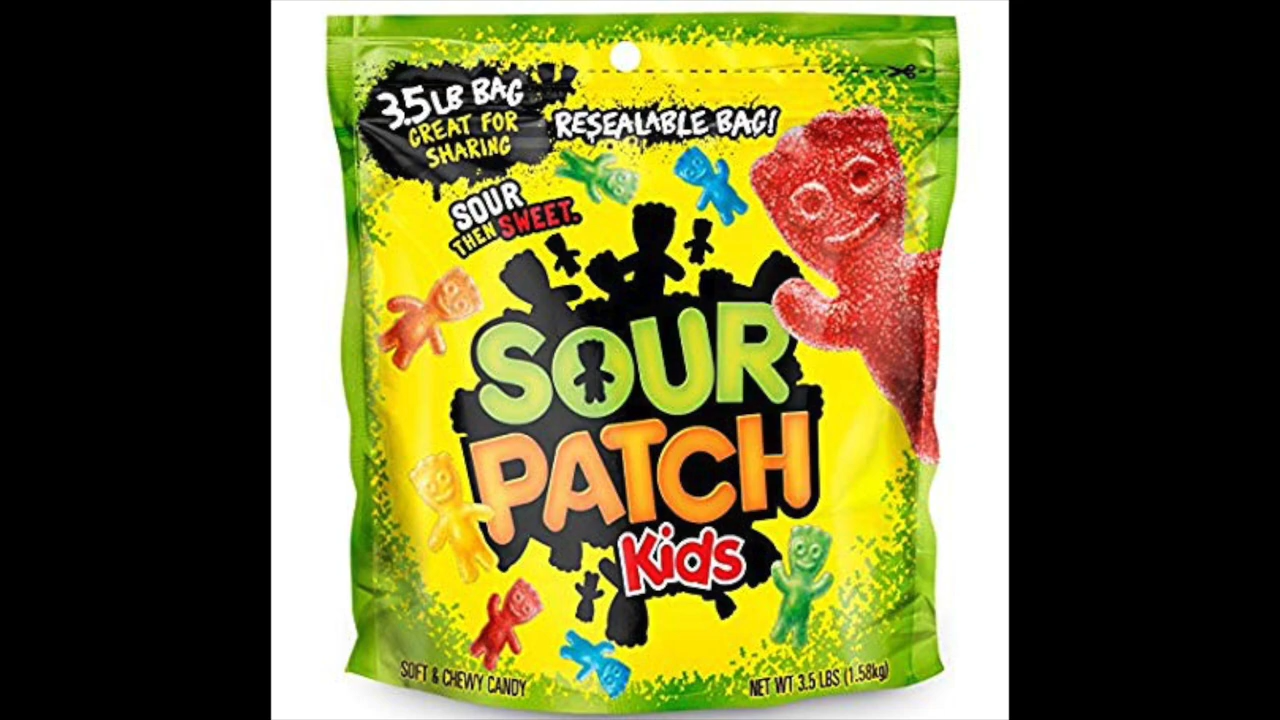 3.5LB BAG
GREAT FOR
SHARING
RESEALABLE BAG!
SOUR
THEN SWEET.
SOUR
PATCH
Kids
SOFT & CHEWY CANDY
NET WT 3.5 LBS (1.58kg)